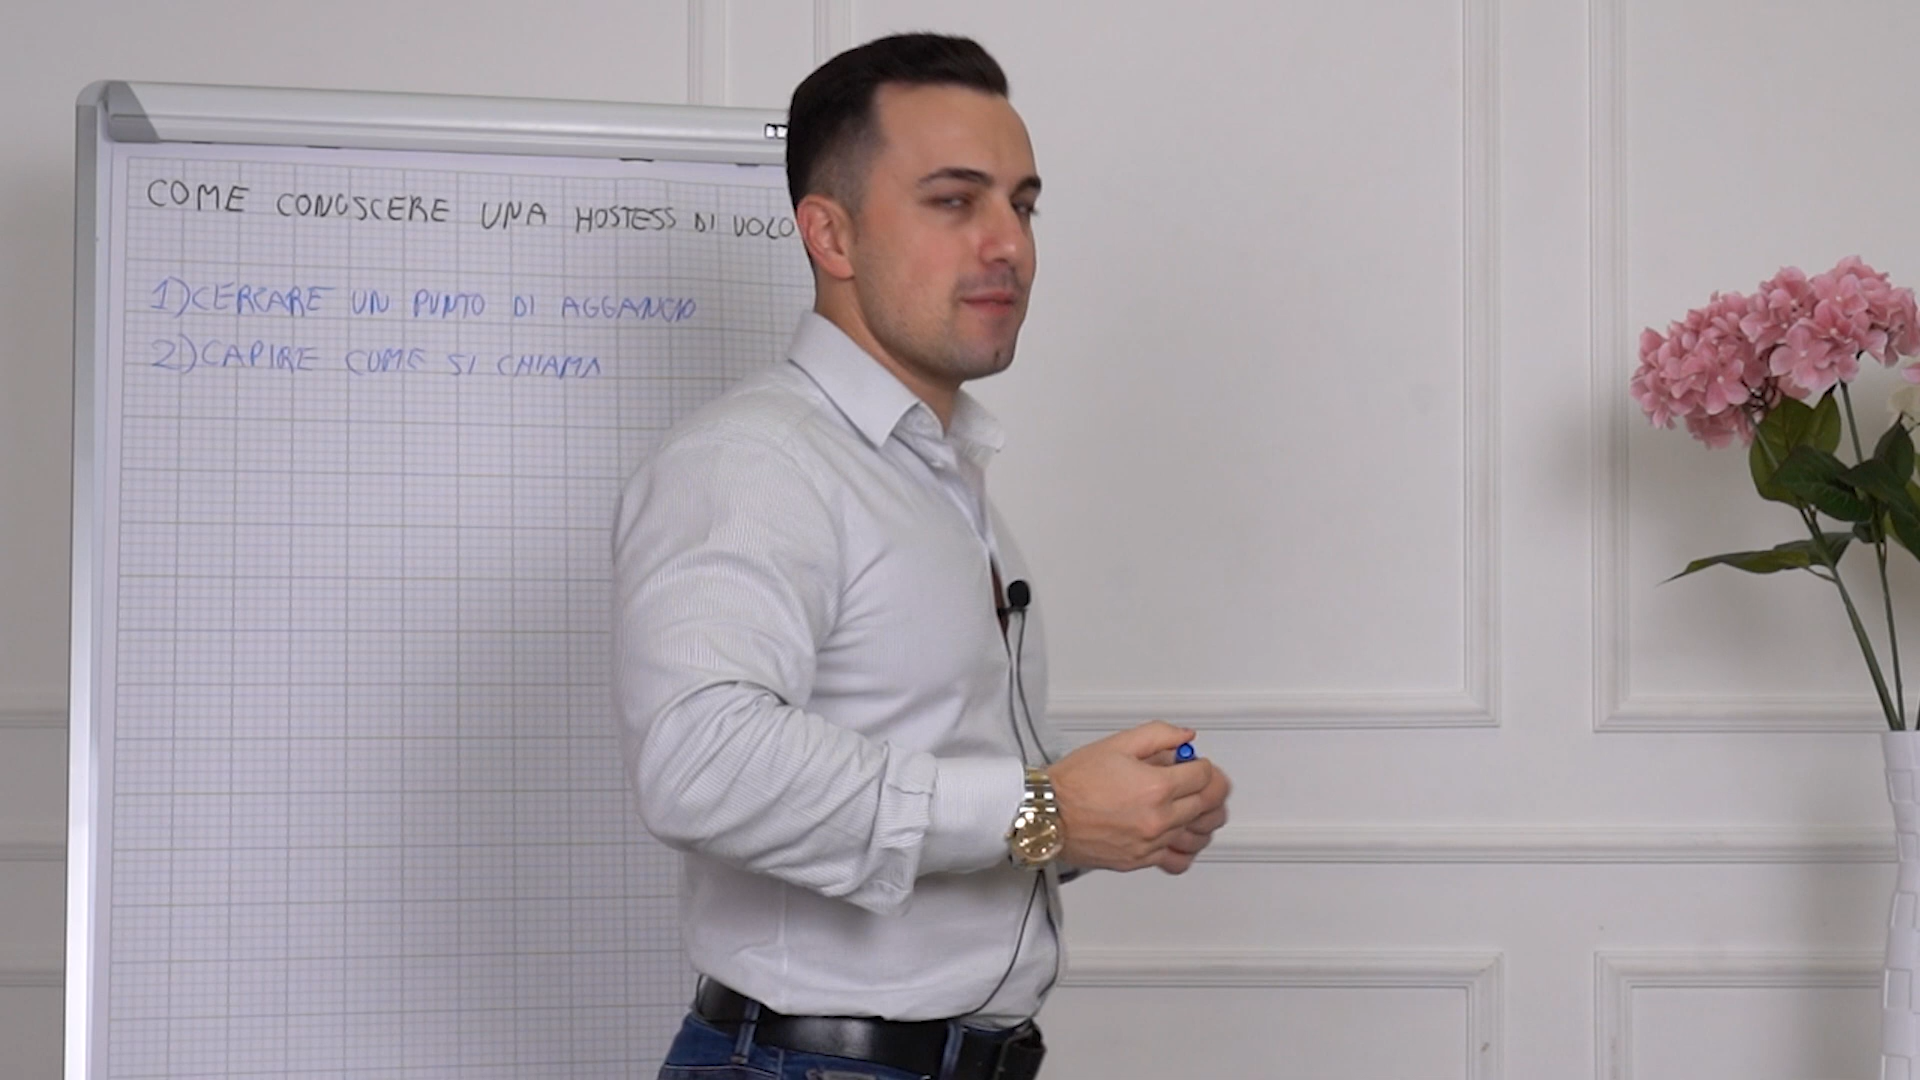 COME CONOSCERE UNA HOSTESS DI VOLO
1) CERCARE UN PUNTO DI AGGANCIO
2) CAPIRE COME SI CHIAMA